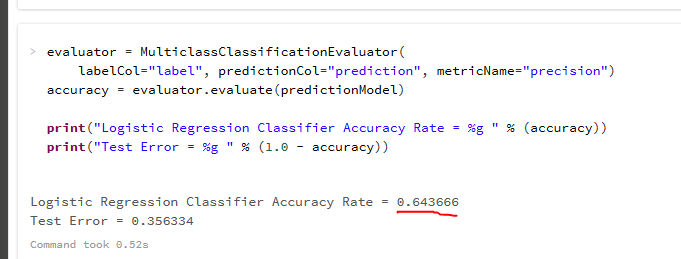 > evaluator = MulticlassClassificationEvaluator(
labelCol="label", predictionCol="prediction", metricName="precision")
accuracy = evaluator.evaluate(predictionModel)
print("Logistic Regression Classifier Accuracy Rate = %g " % (accuracy))
print("Test Error = %g " % (1.0 - accuracy))
Logistic Regression Classifier Accuracy Rate = 0.643666
Test Error = 0.356334
Command took 0.52s